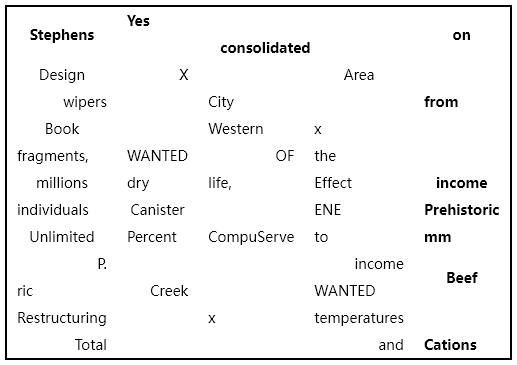 Stephens Yes consolidated on
Design X Area
wipers City from
Book Western x
fragments, WANTED OF the
millions dry life, Effect income
individuals Canister ENE Prehistoric
Unlimited Percent CompuServe to mm
P. income Beef
ric Creek WANTED
Restructuring x temperatures
Total and Cations